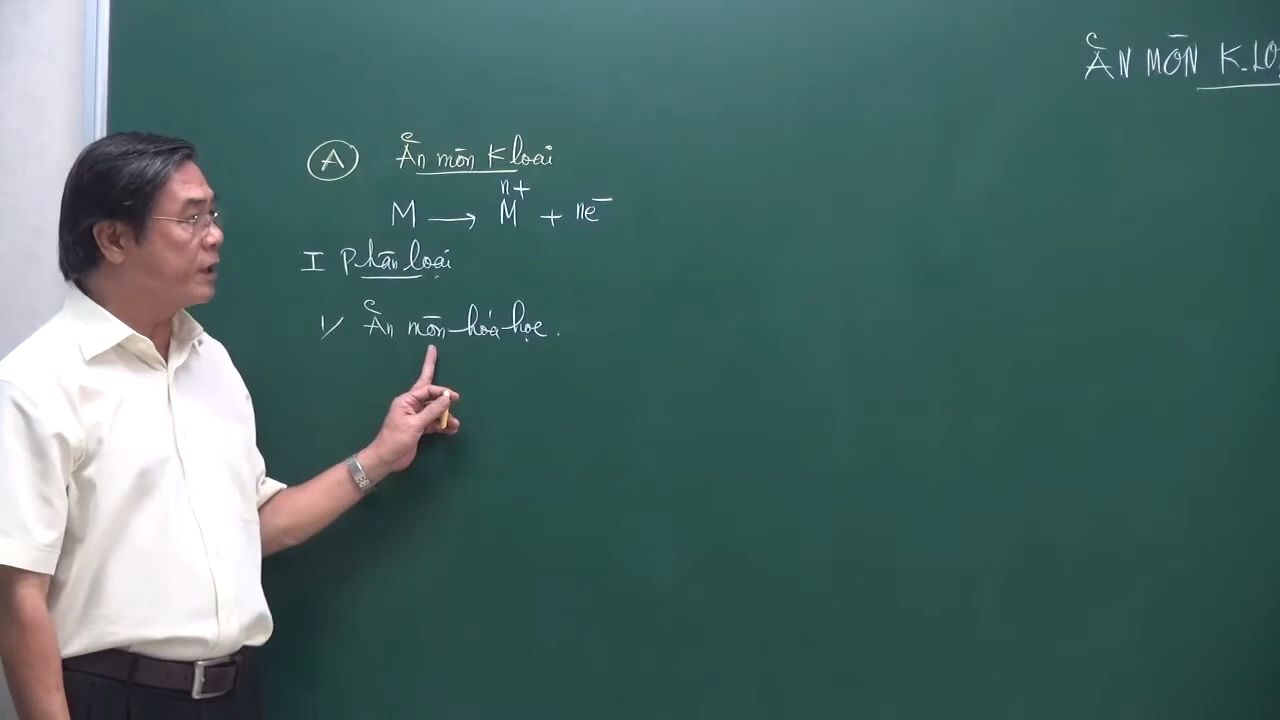 ĂN MÒN K.LO
Ⓐ Ăn mòn K loại
M → Mⁿ⁺ + ne⁻
I Phân loại
1/ Ăn mòn hóa học.